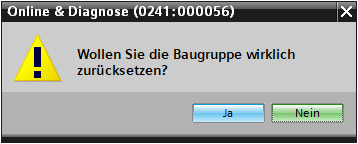 Online & Diagnose (0241:000056)
Wollen Sie die Baugruppe wirklich
zurücksetzen?
Ja
Nein